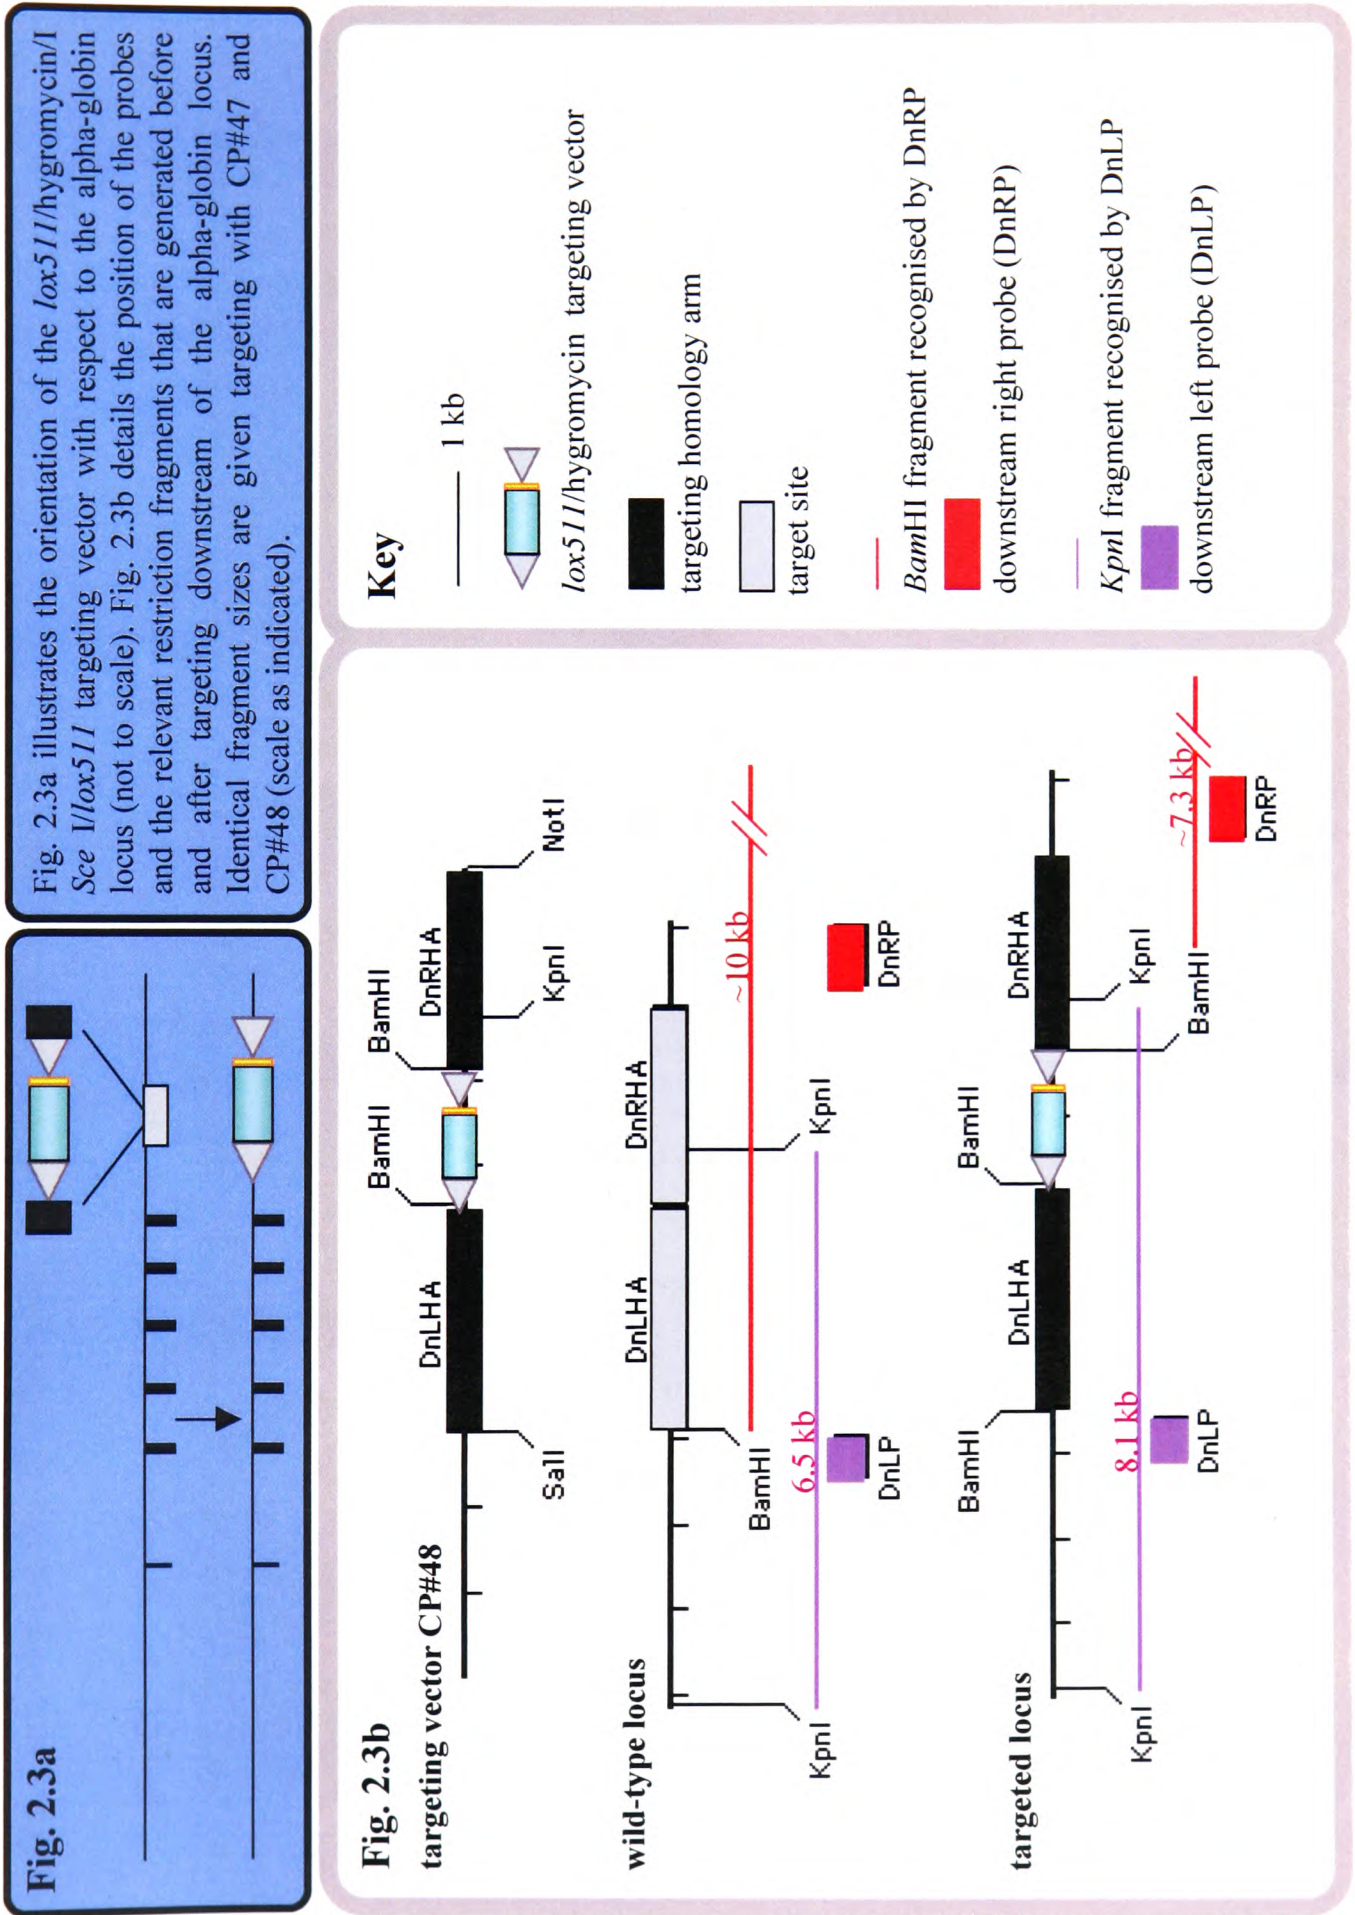 Fig. 2.3a
Fig. 2.3a illustrates the orientation of the lox511/hygromycin/I
Sce I/lox511 targeting vector with respect to the alpha-globin
locus (not to scale). Fig. 2.3b details the position of the probes
and the relevant restriction fragments that are generated before
and after targeting downstream of the alpha-globin locus.
Identical fragment sizes are given targeting with CP#47 and
CP#48 (scale as indicated).
Fig. 2.3b
targeting vector CP#48
BamHI
BamHI
DnLHA
DnRHA
SalI
KpnI
NotI
wild-type locus
DnLHA
DnRHA
~10 kb
BamHI
KpnI
6.5 kb
KpnI
DnLP
DnRP
targeted locus
BamHI
BamHI
DnLHA
DnRHA
KpnI
8.1 kb
KpnI
BamHI
~7.3 kb
DnLP
DnRP
Key
1 kb
lox511/hygromycin targeting vector
targeting homology arm
target site
BamHI fragment recognised by DnRP
downstream right probe (DnRP)
KpnI fragment recognised by DnLP
downstream left probe (DnLP)